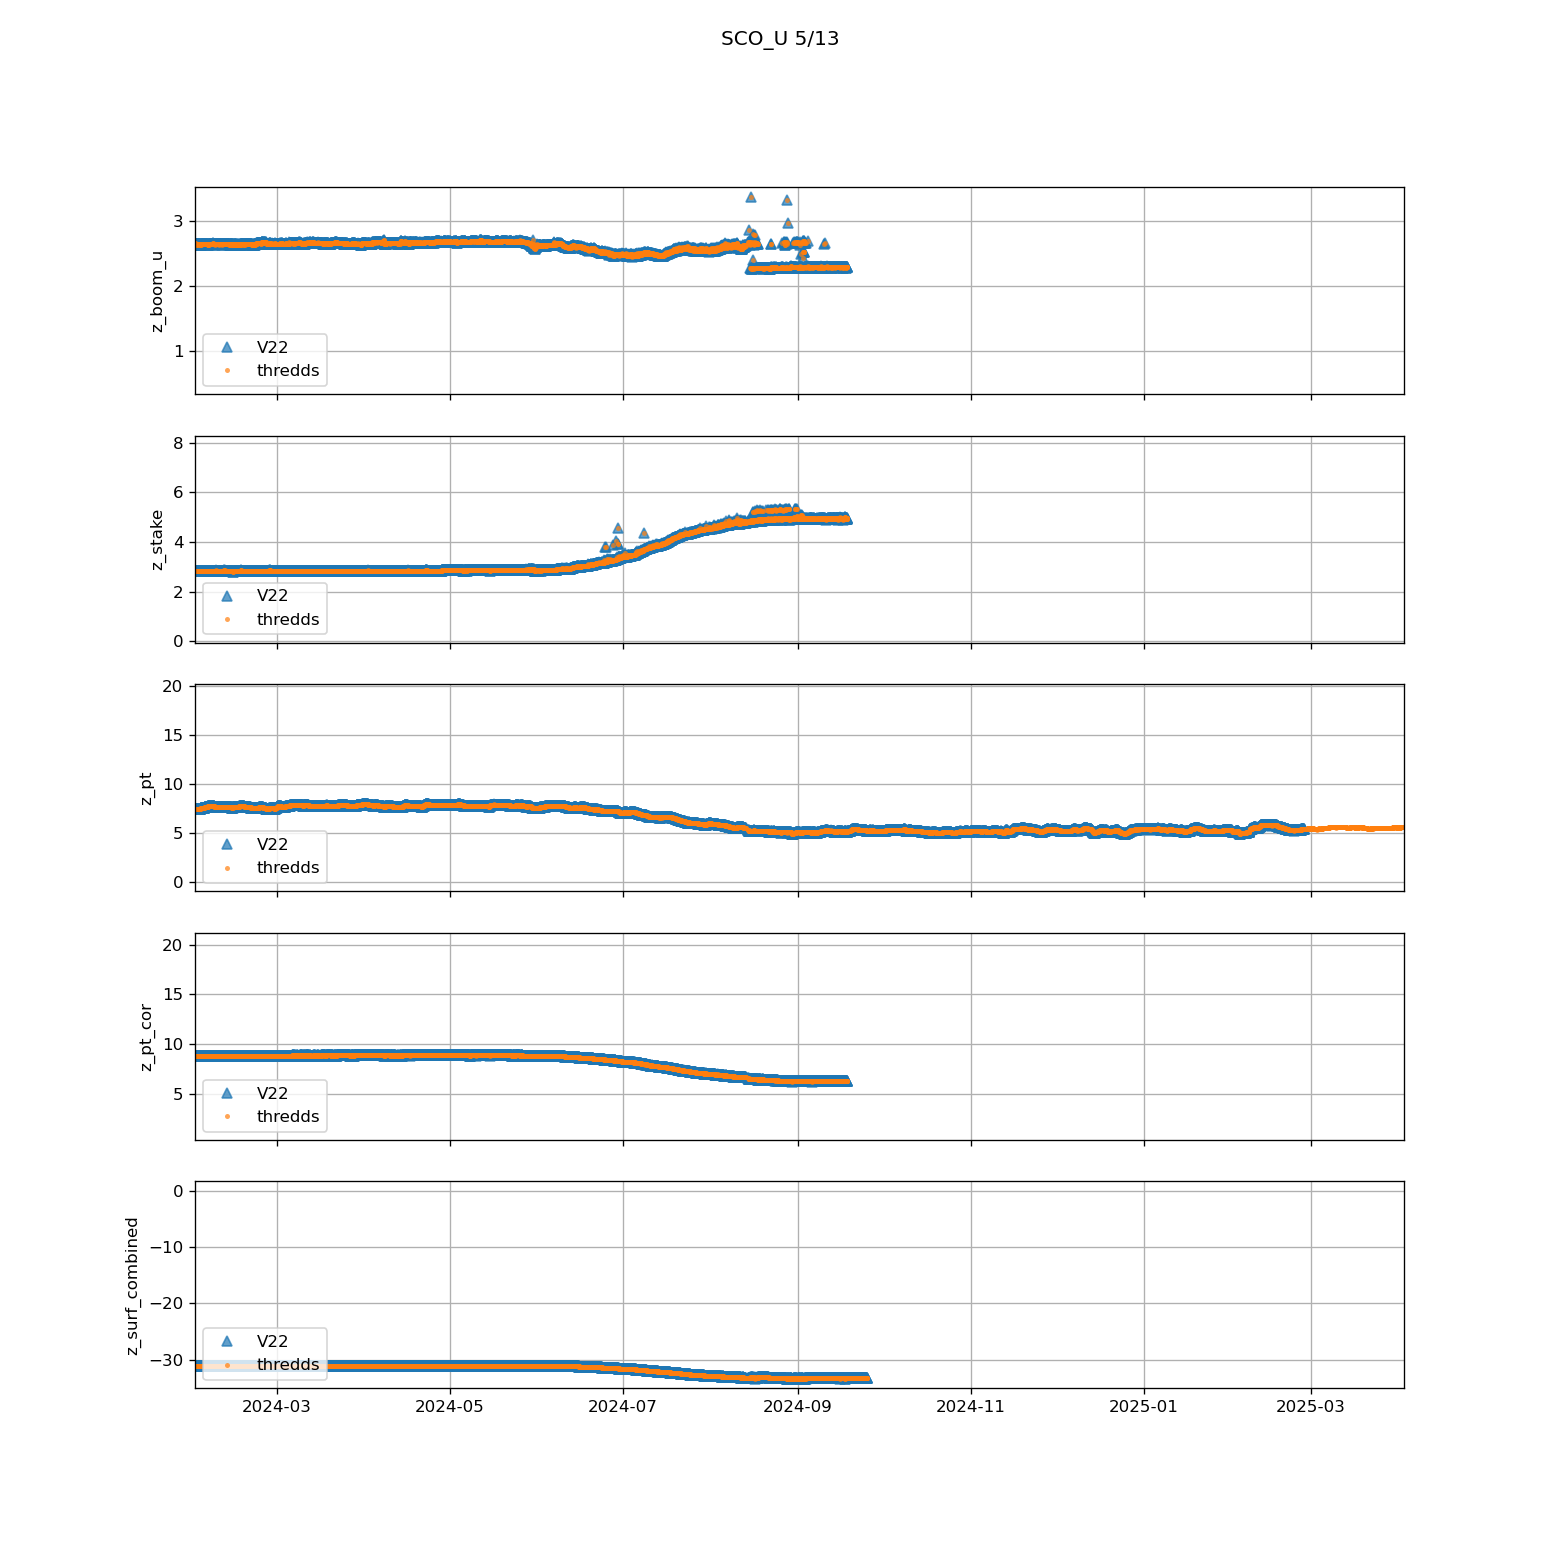 SCO_U 5/13
3
2
1
z_boom_u
V22
thredds
8
6
4
2
0
z_stake
V22
thredds
20
15
10
5
0
z_pt
V22
thredds
20
15
10
5
z_pt_cor
V22
thredds
0
−10
−20
−30
z_surf_combined
V22
thredds
2024-03 2024-05 2024-07 2024-09 2024-11 2025-01 2025-03